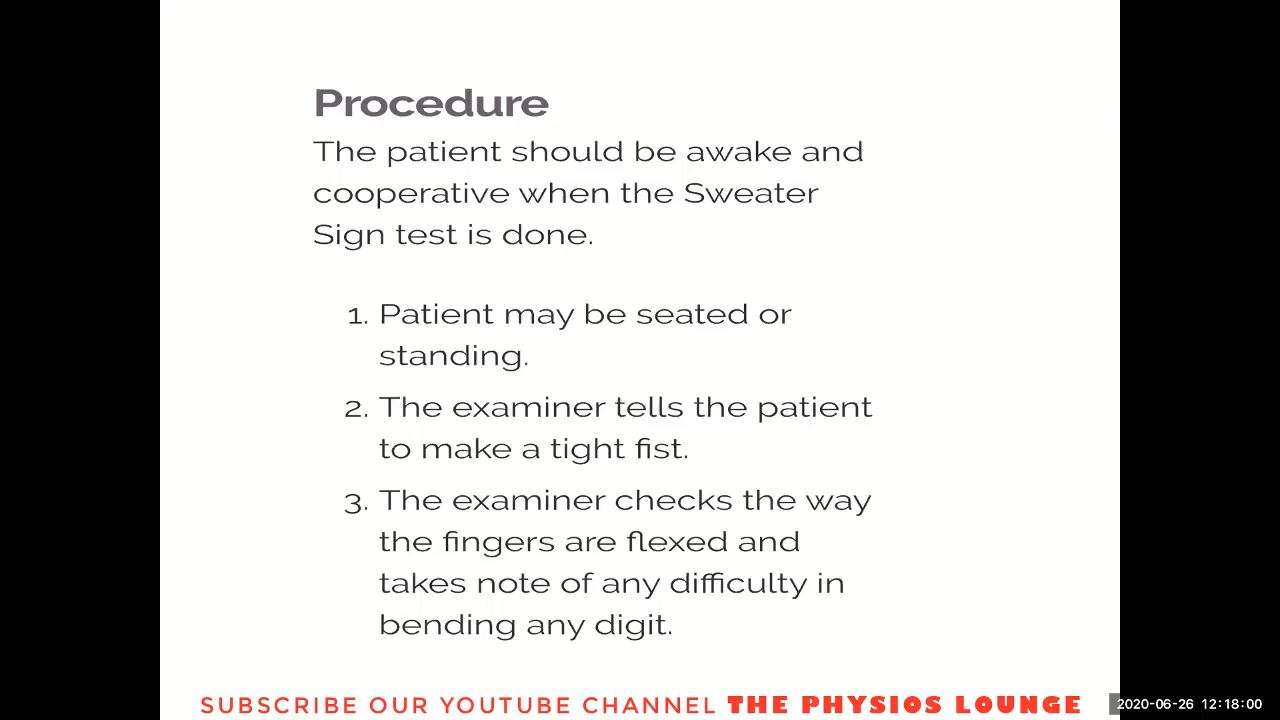 Procedure
The patient should be awake and
cooperative when the Sweater
Sign test is done.
1. Patient may be seated or
standing.
2. The examiner tells the patient
to make a tight fist.
3. The examiner checks the way
the fingers are flexed and
takes note of any difficulty in
bending any digit.
SUBSCRIBE OUR YOUTUBE CHANNEL THE PHYSIOS LOUNGE
2020-06-26 12:18:00